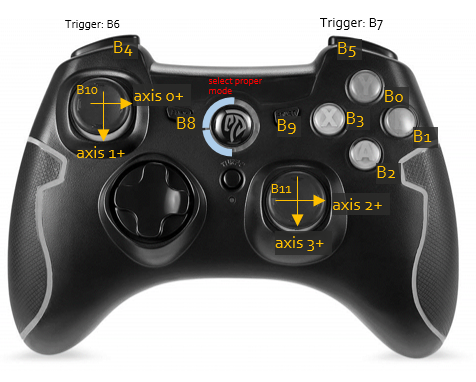 Trigger: B6
Trigger: B7
B4
B5
select proper
mode
B10
axis 0+
B8
B9
B0
X
B3
B1
axis 1+
B2
B11
axis 2+
axis 3+